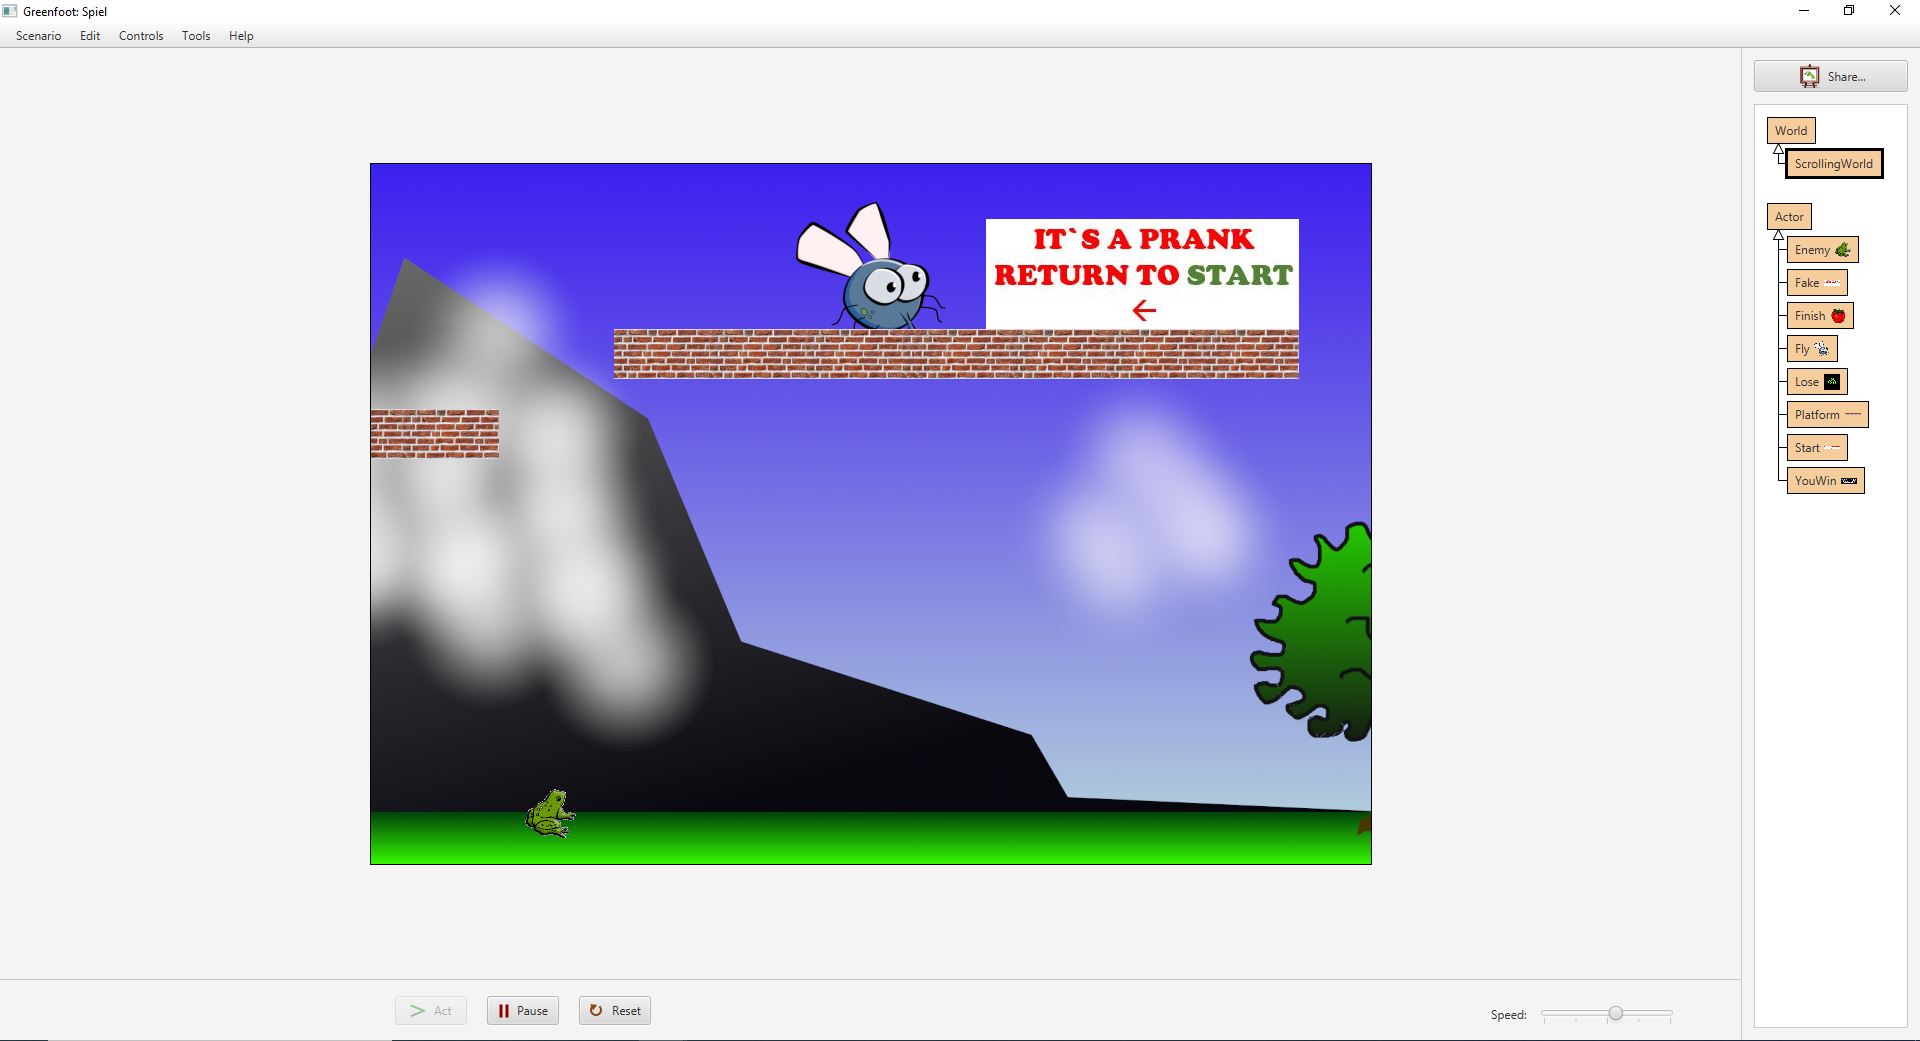 Greenfoot: Spiel
Scenario Edit Controls Tools Help
Share...
World
ScrollingWorld
Actor
Enemy
Fake
Finish
Fly
Lose
Platform
Start
YouWin
IT`S A PRANK
RETURN TO START
←
Act Pause Reset
Speed: